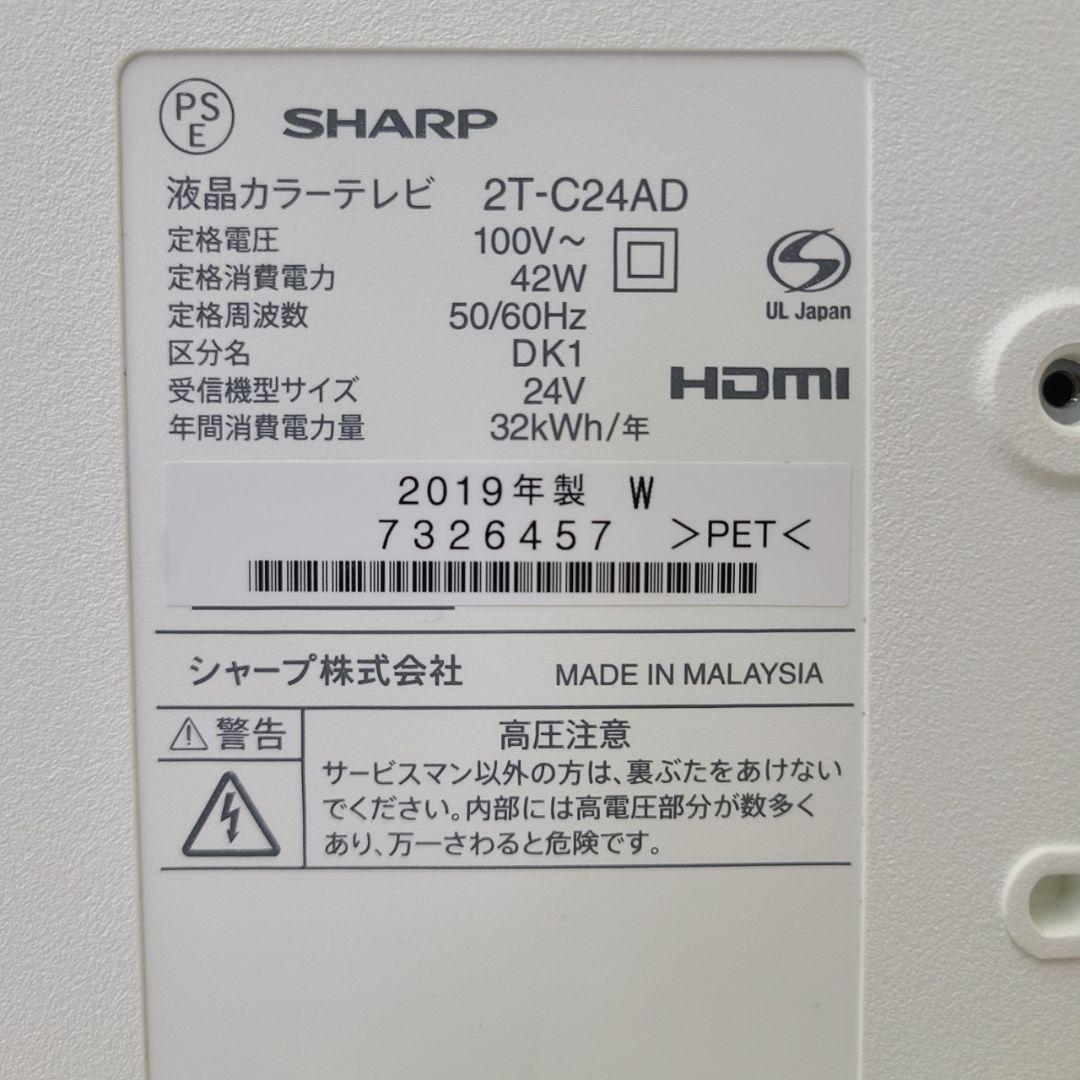 PSE SHARP
液晶カラーテレビ 2T-C24AD
定格電圧 100V～
定格消費電力 42W
定格周波数 50/60Hz
区分名 DK1
受信機型サイズ 24V
年間消費電力量 32kWh/年
UL Japan
HDMI
2019年製 W
7326457 >PET<
シャープ株式会社 MADE IN MALAYSIA
⚠警告
高圧注意
サービスマン以外の方は、裏ぶたをあけない
でください。内部には高電圧部分が数多く
あり、万一さわると危険です。